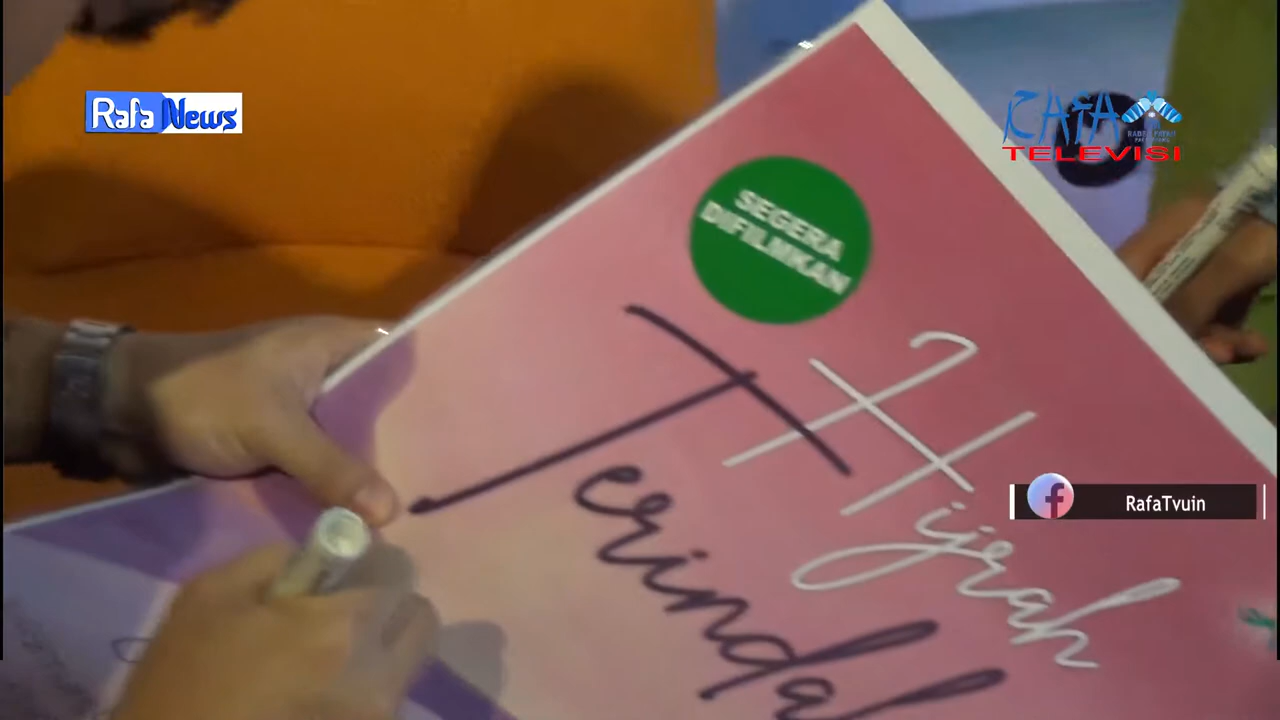 Rafa News
RAFA
TELEVISI
SEGERA
DIFILMKAN
Hijrah
Terindah
RafaTvuin